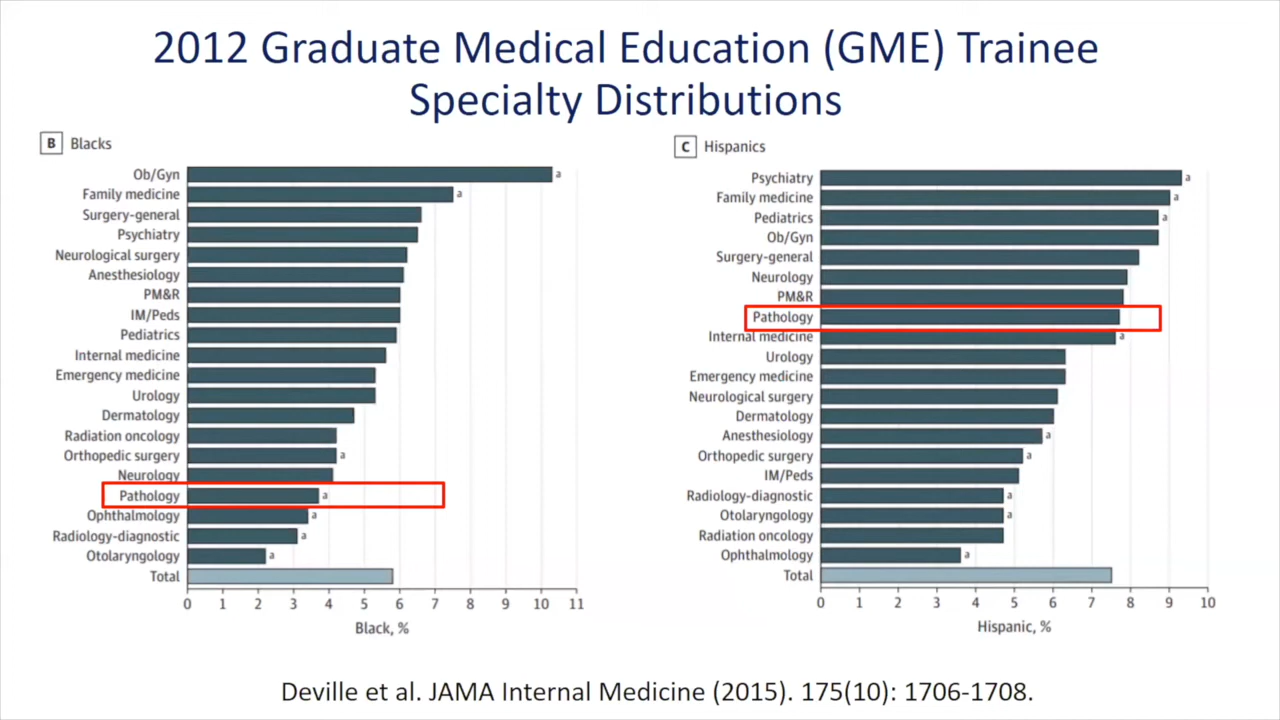 2012 Graduate Medical Education (GME) Trainee
Specialty Distributions
B Blacks
Ob/Gyn a
Family medicine a
Surgery-general
Psychiatry
Neurological surgery
Anesthesiology
PM&R
IM/Peds
Pediatrics
Internal medicine
Emergency medicine
Urology
Dermatology
Radiation oncology
Orthopedic surgery a
Neurology
Pathology a
Ophthalmology a
Radiology-diagnostic a
Otolaryngology a
Total
0 1 2 3 4 5 6 7 8 9 10 11
Black, %
C Hispanics
Psychiatry a
Family medicine a
Pediatrics a
Ob/Gyn
Surgery-general
Neurology
PM&R
Pathology
Internal medicine a
Urology
Emergency medicine
Neurological surgery
Dermatology
Anesthesiology a
Orthopedic surgery a
IM/Peds
Radiology-diagnostic a
Otolaryngology a
Radiation oncology
Ophthalmology a
Total
0 1 2 3 4 5 6 7 8 9 10
Hispanic, %
Deville et al. JAMA Internal Medicine (2015). 175(10): 1706-1708.